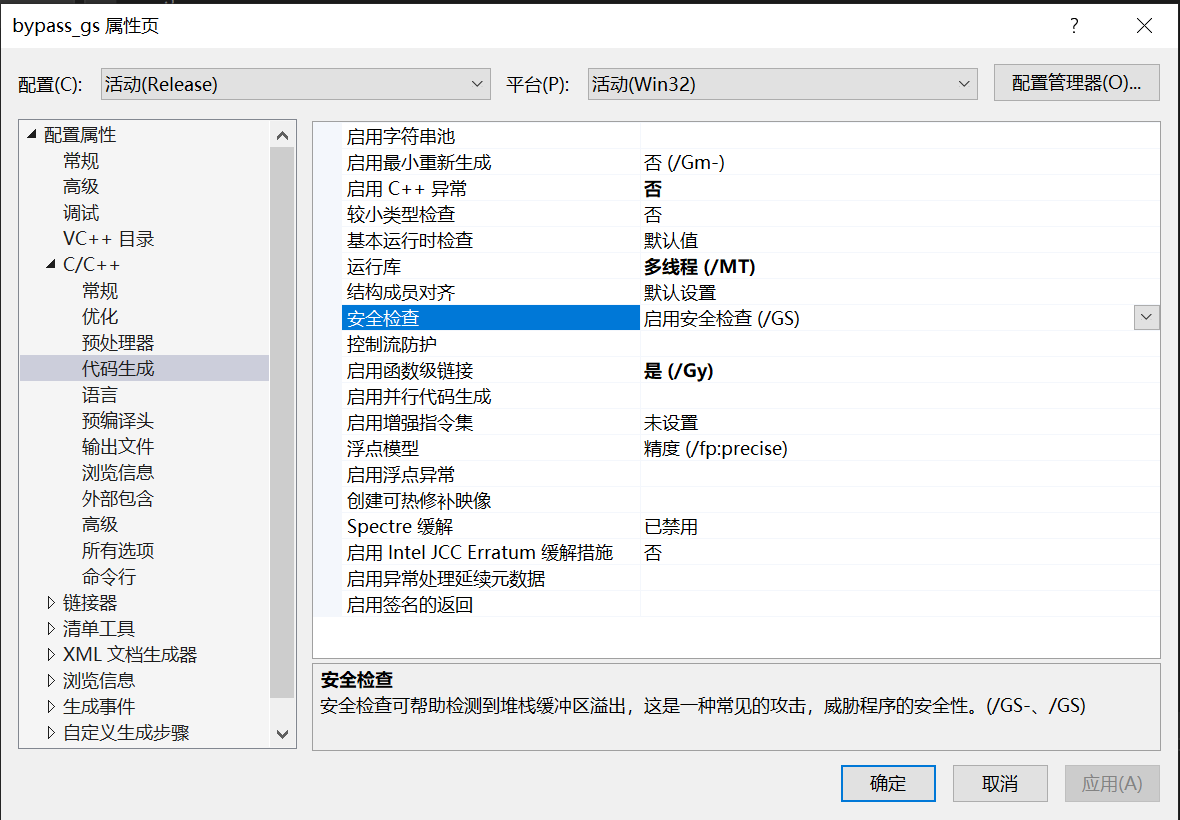 bypass_gs 属性页
配置(C): 活动(Release) 平台(P): 活动(Win32) 配置管理器(O)...
配置属性
常规
高级
调试
VC++ 目录
C/C++
常规
优化
预处理器
代码生成
语言
预编译头
输出文件
浏览信息
外部包含
高级
所有选项
命令行
链接器
清单工具
XML 文档生成器
浏览信息
生成事件
自定义生成步骤
启用字符串池
启用最小重新生成 否 (/Gm-)
启用 C++ 异常 否
较小类型检查 否
基本运行时检查 默认值
运行库 多线程 (/MT)
结构成员对齐 默认设置
安全检查 启用安全检查 (/GS)
控制流防护
启用函数级链接 是 (/Gy)
启用并行代码生成
启用增强指令集 未设置
浮点模型 精度 (/fp:precise)
启用浮点异常
创建可热修补映像
Spectre 缓解 已禁用
启用 Intel JCC Erratum 缓解措施 否
启用异常处理延续元数据
启用签名的返回
安全检查
安全检查可帮助检测到堆栈缓冲区溢出，这是一种常见的攻击，威胁程序的安全性。(/GS-、/GS)
确定 取消 应用(A)